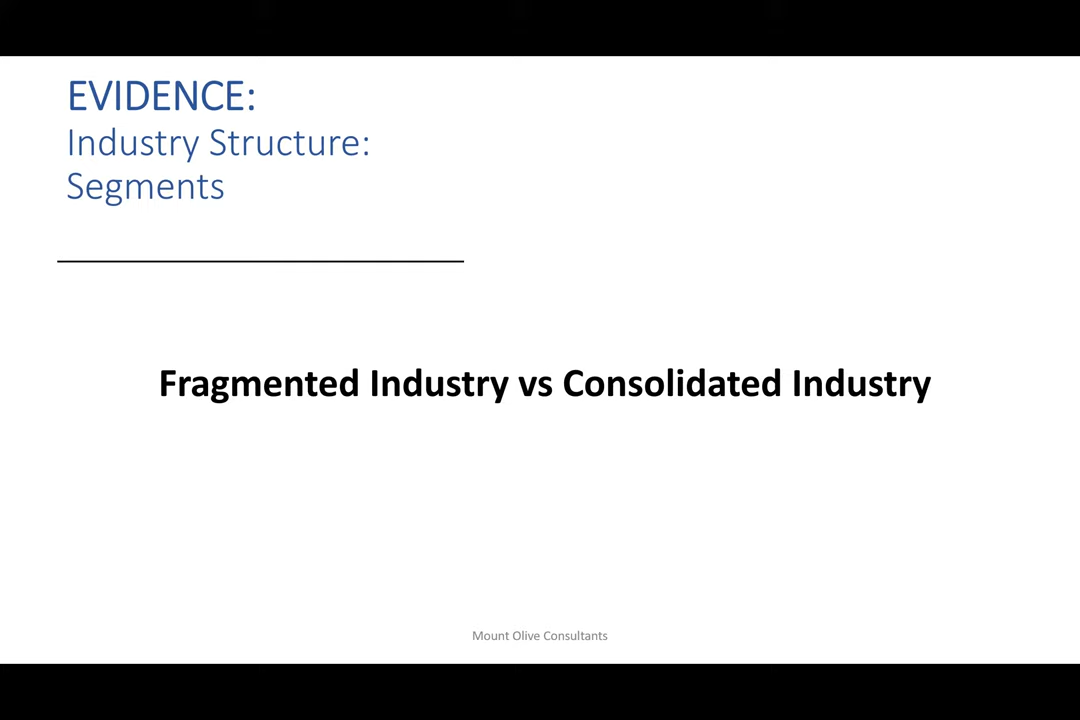 EVIDENCE:
Industry Structure:
Segments
Fragmented Industry vs Consolidated Industry
Mount Olive Consultants